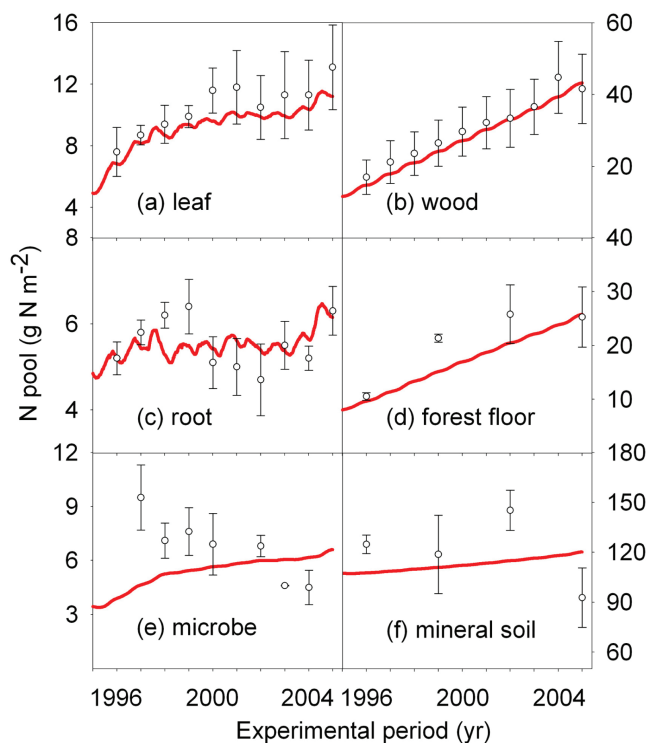 16
60
12
40
8
20
(a) leaf
(b) wood
4
8
40
N pool (g N m-2)
6
30
20
4
10
(c) root
(d) forest floor
12
180
9
150
6
120
3
90
(e) microbe
(f) mineral soil
60
1996 2000 2004 1996 2000 2004
Experimental period (yr)